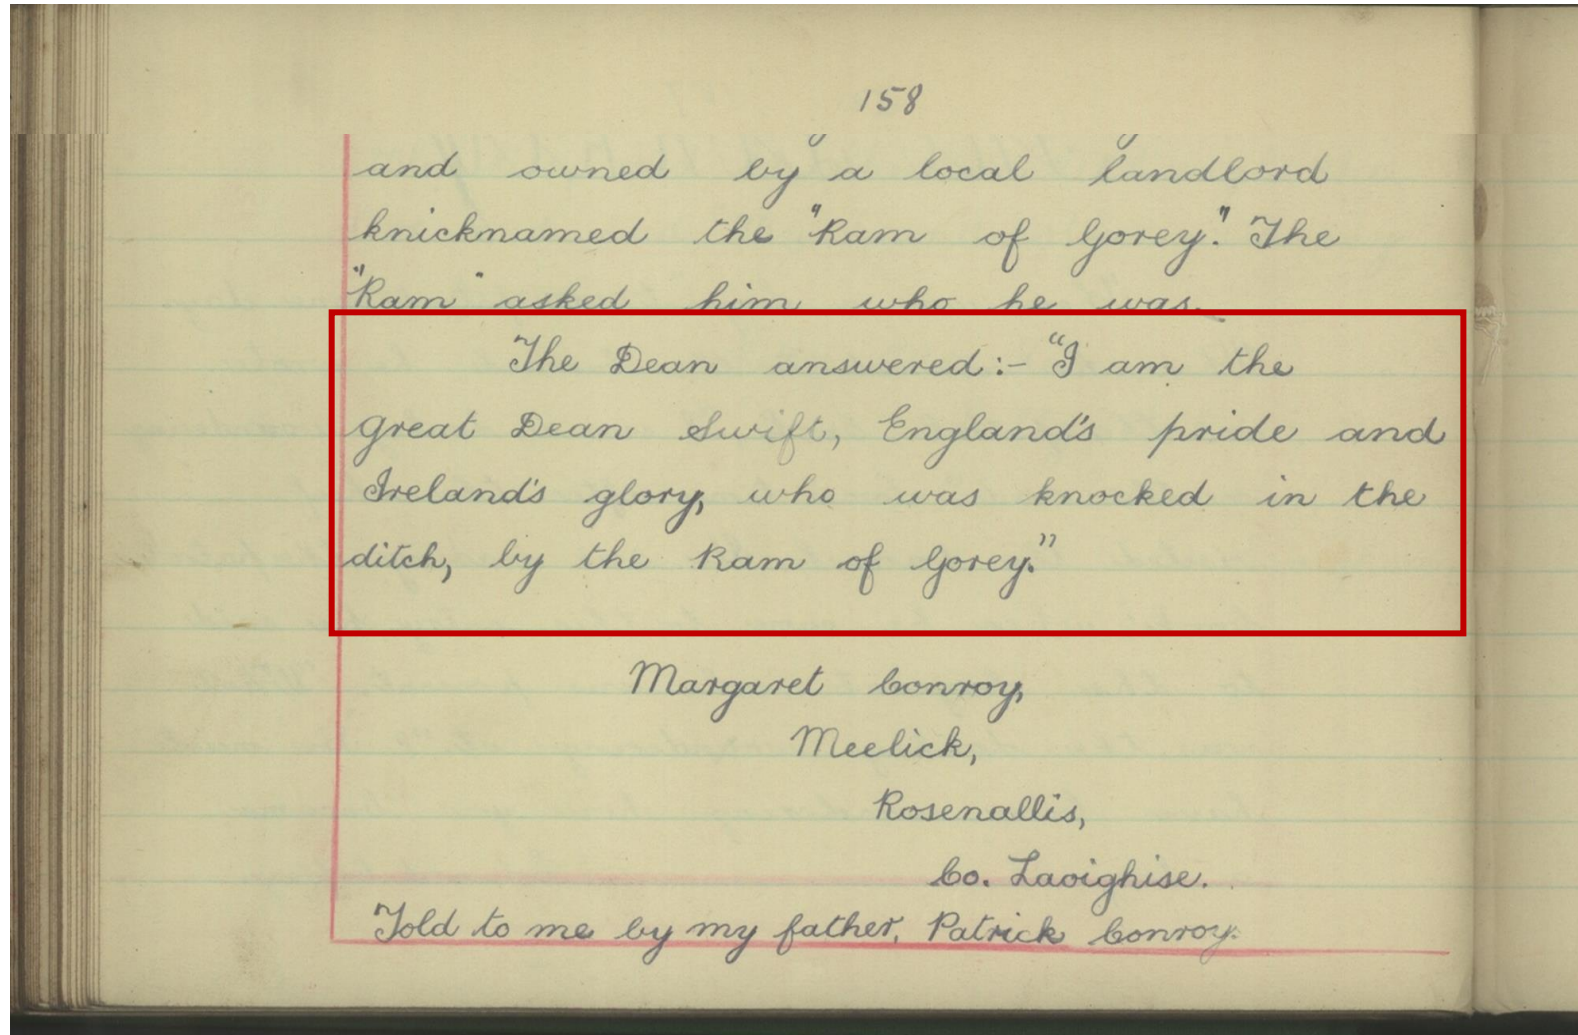 158
and owned by a local landlord
knicknamed the "Ram of Gorey." The
"Ram" asked him who he was.
The Dean answered:- "I am the
great Dean Swift, England's pride and
Ireland's glory, who was knocked in the
ditch, by the Ram of Gorey."
Margaret Conroy,
Meelick,
Rosenallis,
Co. Laoighise.
Told to me by my father, Patrick Conroy.